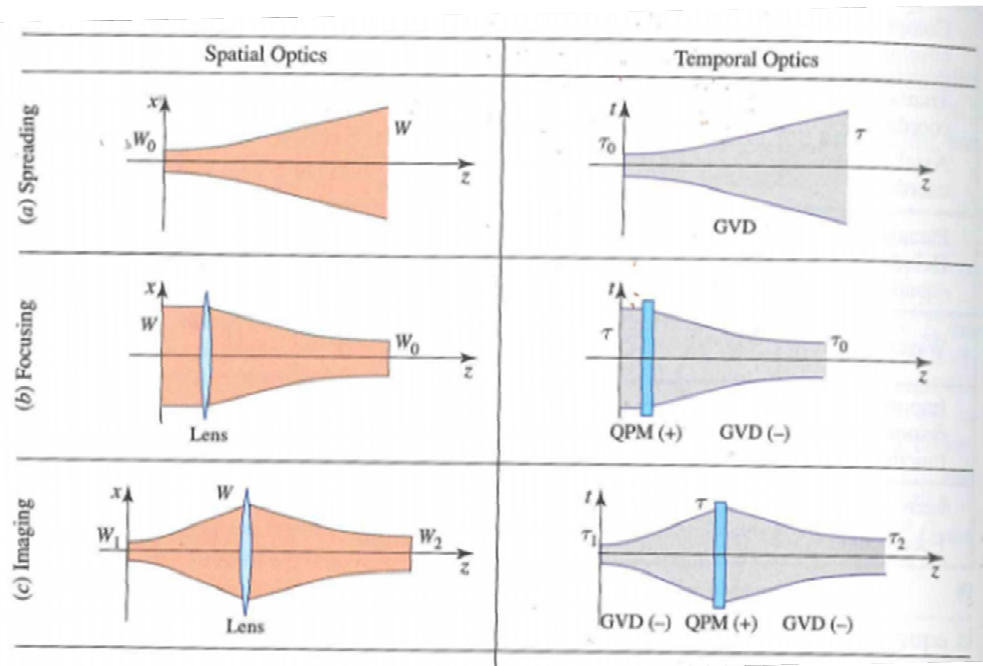 Spatial Optics
Temporal Optics
(a) Spreading
x
W₀
W
z
t
τ₀
τ
z
GVD
(b) Focusing
x
W
W₀
z
Lens
t
τ
τ₀
z
QPM (+) GVD (–)
(c) Imaging
x
W₁
W
W₂
z
Lens
t
τ₁
τ
τ₂
z
GVD (–) QPM (+) GVD (–)